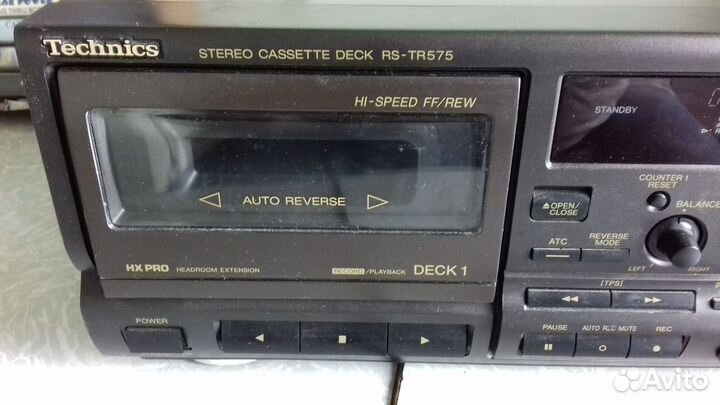 Technics
STEREO CASSETTE DECK RS-TR575
HI-SPEED FF/REW
STANDBY
COUNTER 1
RESET
BALANCE
AUTO REVERSE
OPEN/
CLOSE
ATC
REVERSE
MODE
LEFT
RIGHT
HX PRO HEADROOM EXTENSION
RECORD/PLAYBACK DECK 1
[TPS]
POWER
PAUSE
AUTO REC MUTE
REC
Avito